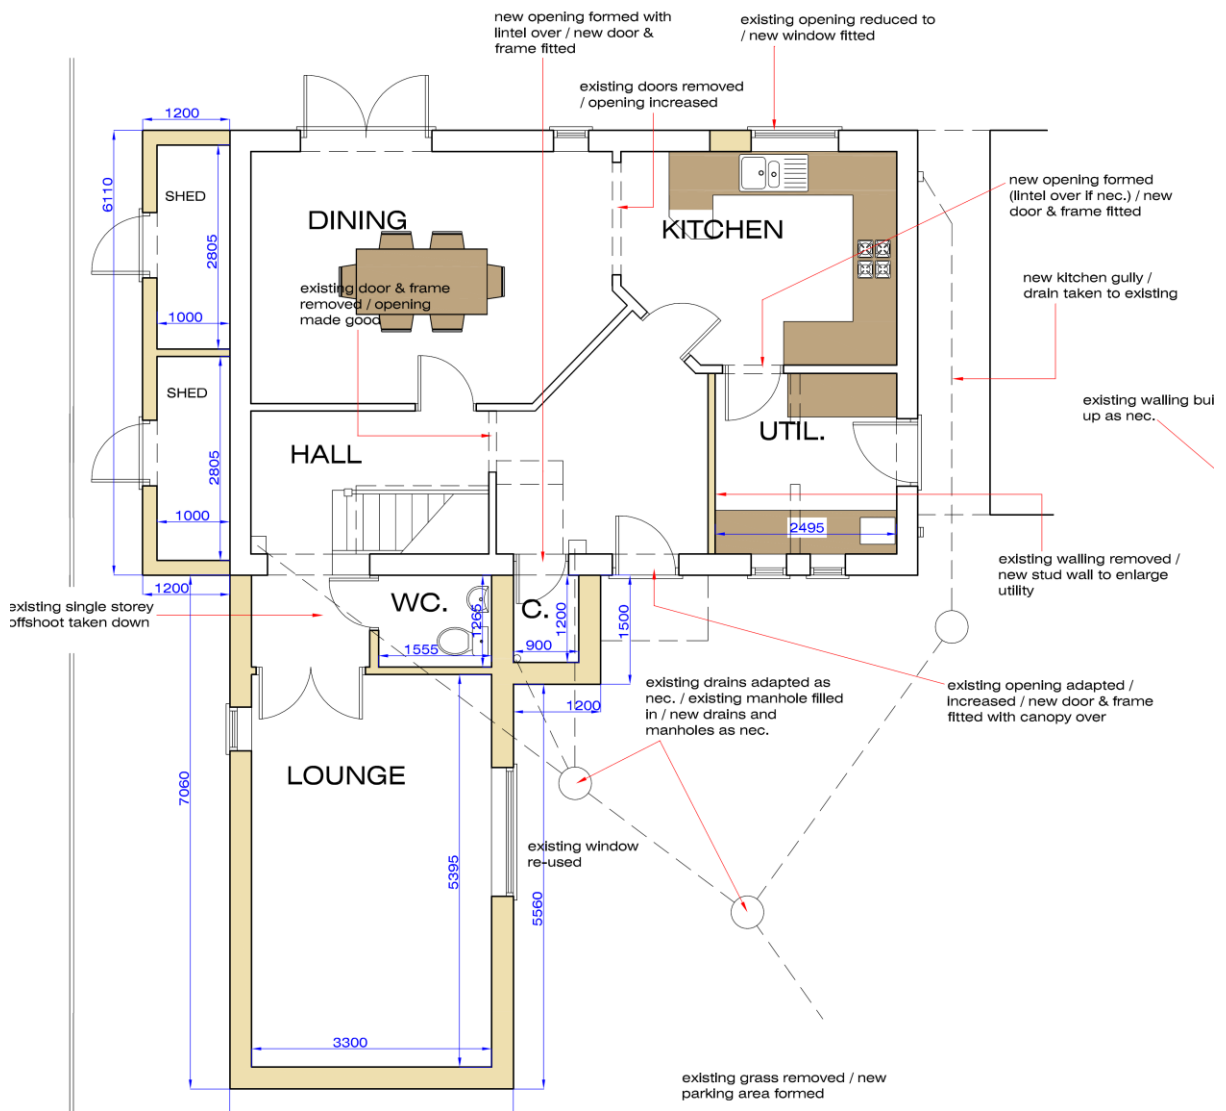 new opening formed with
lintel over / new door &
frame fitted
existing opening reduced to
/ new window fitted
existing doors removed
/ opening increased
1200
6110
SHED
2805
1000
DINING
KITCHEN
new opening formed
(lintel over if nec.) / new
door & frame fitted
existing door & frame
removed / opening
made good
new kitchen gully /
drain taken to existing
SHED
2805
1000
HALL
UTIL.
existing walling bui
up as nec.
2495
existing walling removed /
new stud wall to enlarge
utility
1200
existing single storey
offshoot taken down
WC.
1265
1555
C.
1200
900
1500
1200
existing drains adapted as
nec. / existing manhole filled
in / new drains and
manholes as nec.
existing opening adapted /
increased / new door & frame
fitted with canopy over
LOUNGE
7060
5395
5560
existing window
re-used
3300
existing grass removed / new
parking area formed